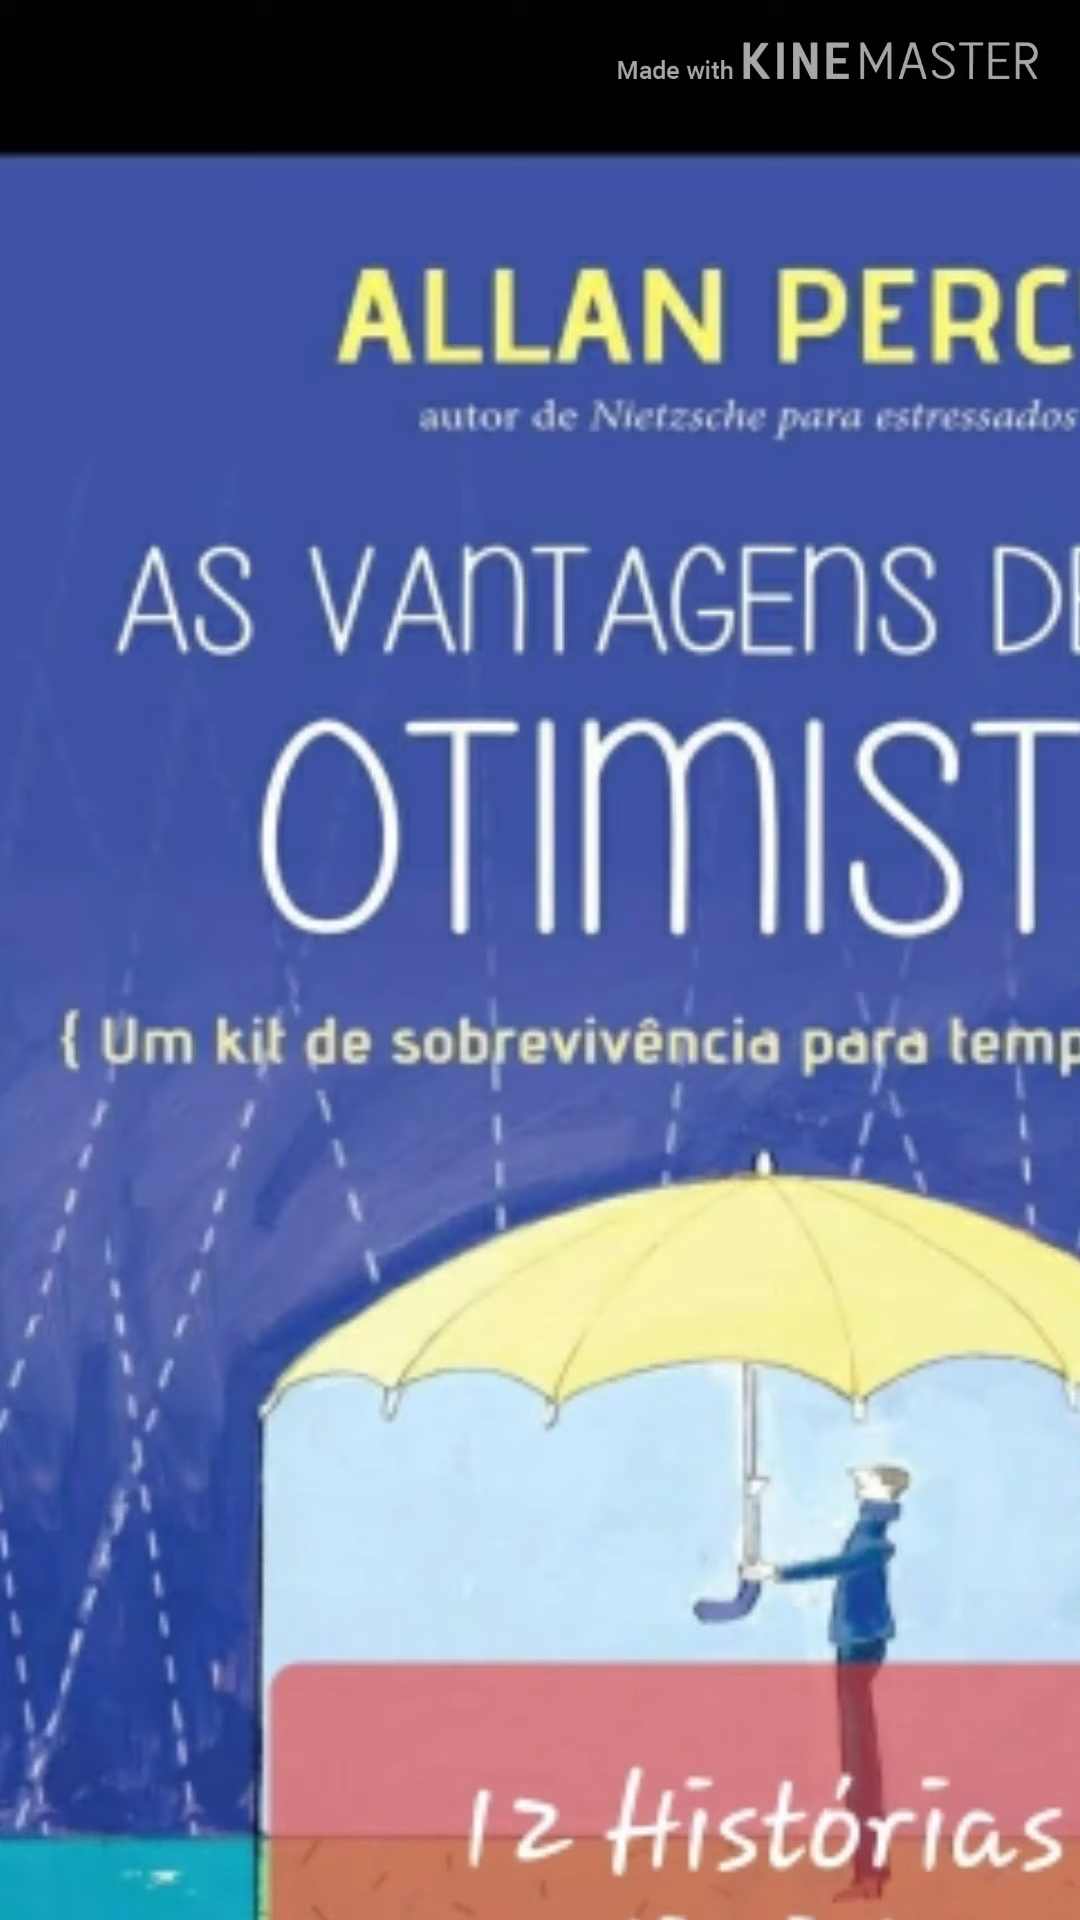 Made with KINEMASTER
ALLAN PERC
autor de Nietzsche para estressados
AS VANTAGENS DE
OTIMIST
{ Um kit de sobrevivência para temp
12 Histórias